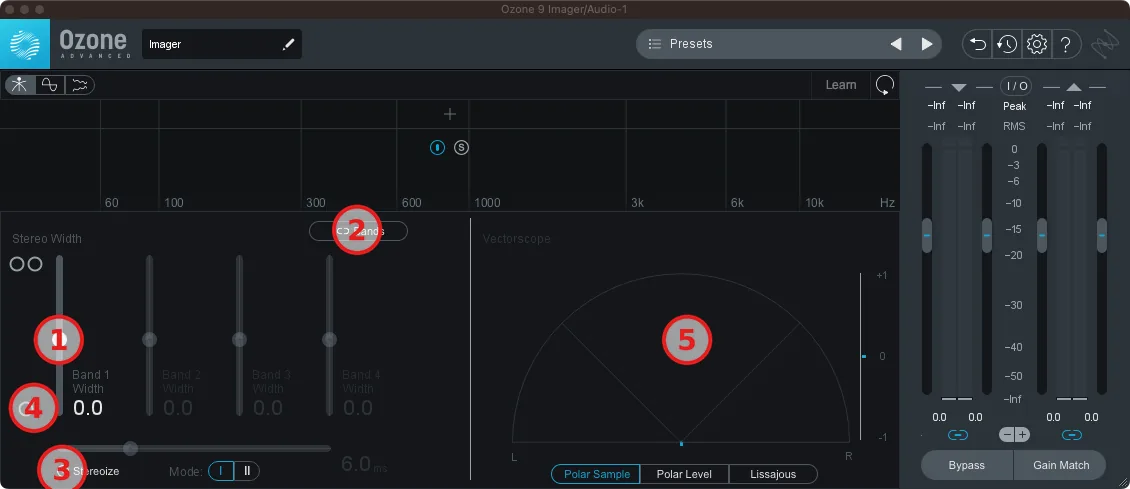 Ozone 9 Imager/Audio-1
Ozone
ADVANCED
Imager
Presets
?
Learn
I / O
-Inf -Inf Peak -Inf -Inf
-Inf -Inf RMS -Inf -Inf
S
60 100 300 600 1000 3k 6k 10k Hz
Stereo Width
2
Bands
Vectorscope
1
Band 1 Width 0.0
Band 2 Width 0.0
Band 3 Width 0.0
Band 4 Width 0.0
4
3
Stereoize
Mode: I II
6.0 ms
5
+1
0
-1
L R
Polar Sample Polar Level Lissajous
0
-3
-6
-10
-15
-20
-30
-40
-50
-Inf
0.0 0.0 0.0 0.0
Bypass Gain Match